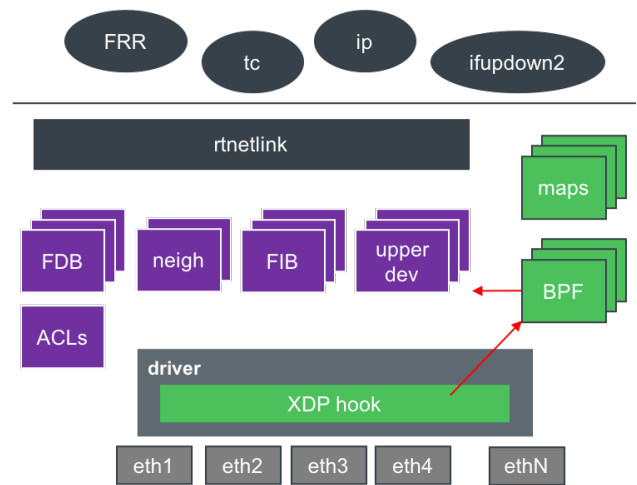 FRR
tc
ip
ifupdown2
rtnetlink
maps
FDB
neigh
FIB
upper
dev
BPF
ACLs
driver
XDP hook
eth1
eth2
eth3
eth4
ethN